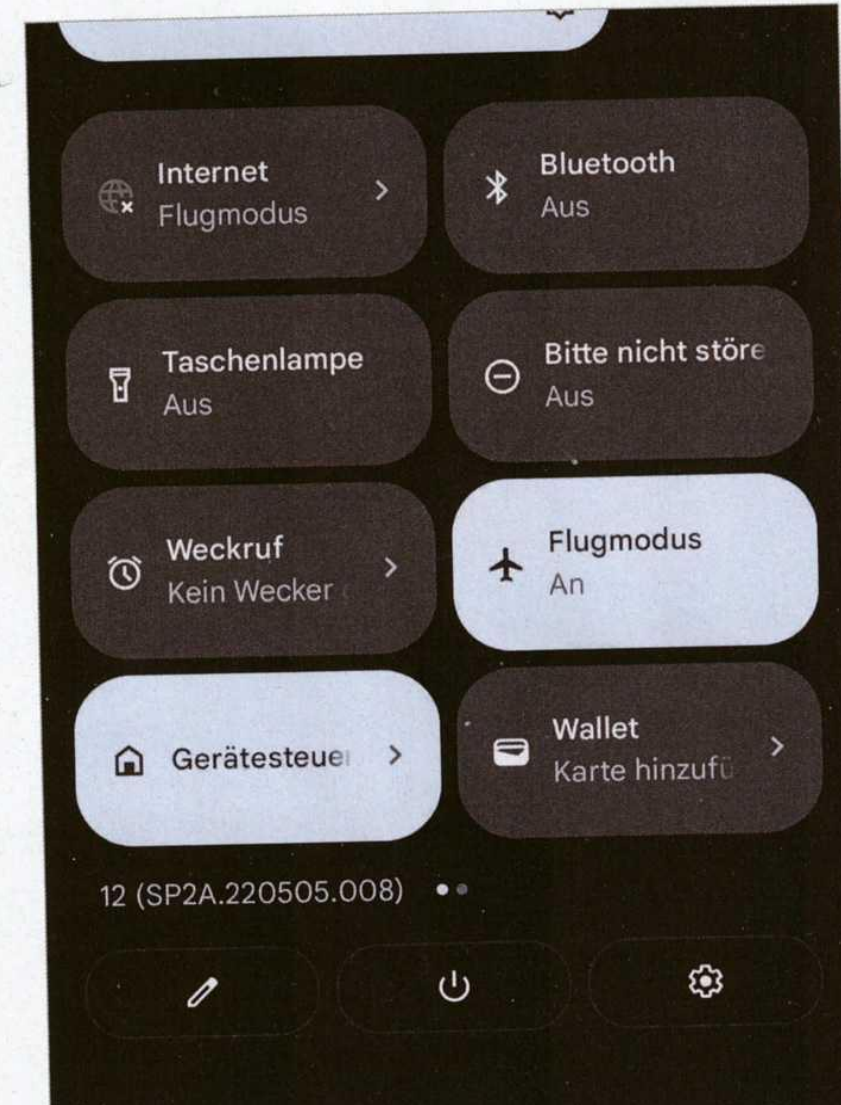 Internet
Flugmodus
Bluetooth
Aus
Taschenlampe
Aus
Bitte nicht störe
Aus
Weckruf
Kein Wecker
Flugmodus
An
Gerätesteue
Wallet
Karte hinzufü
12 (SP2A.220505.008)